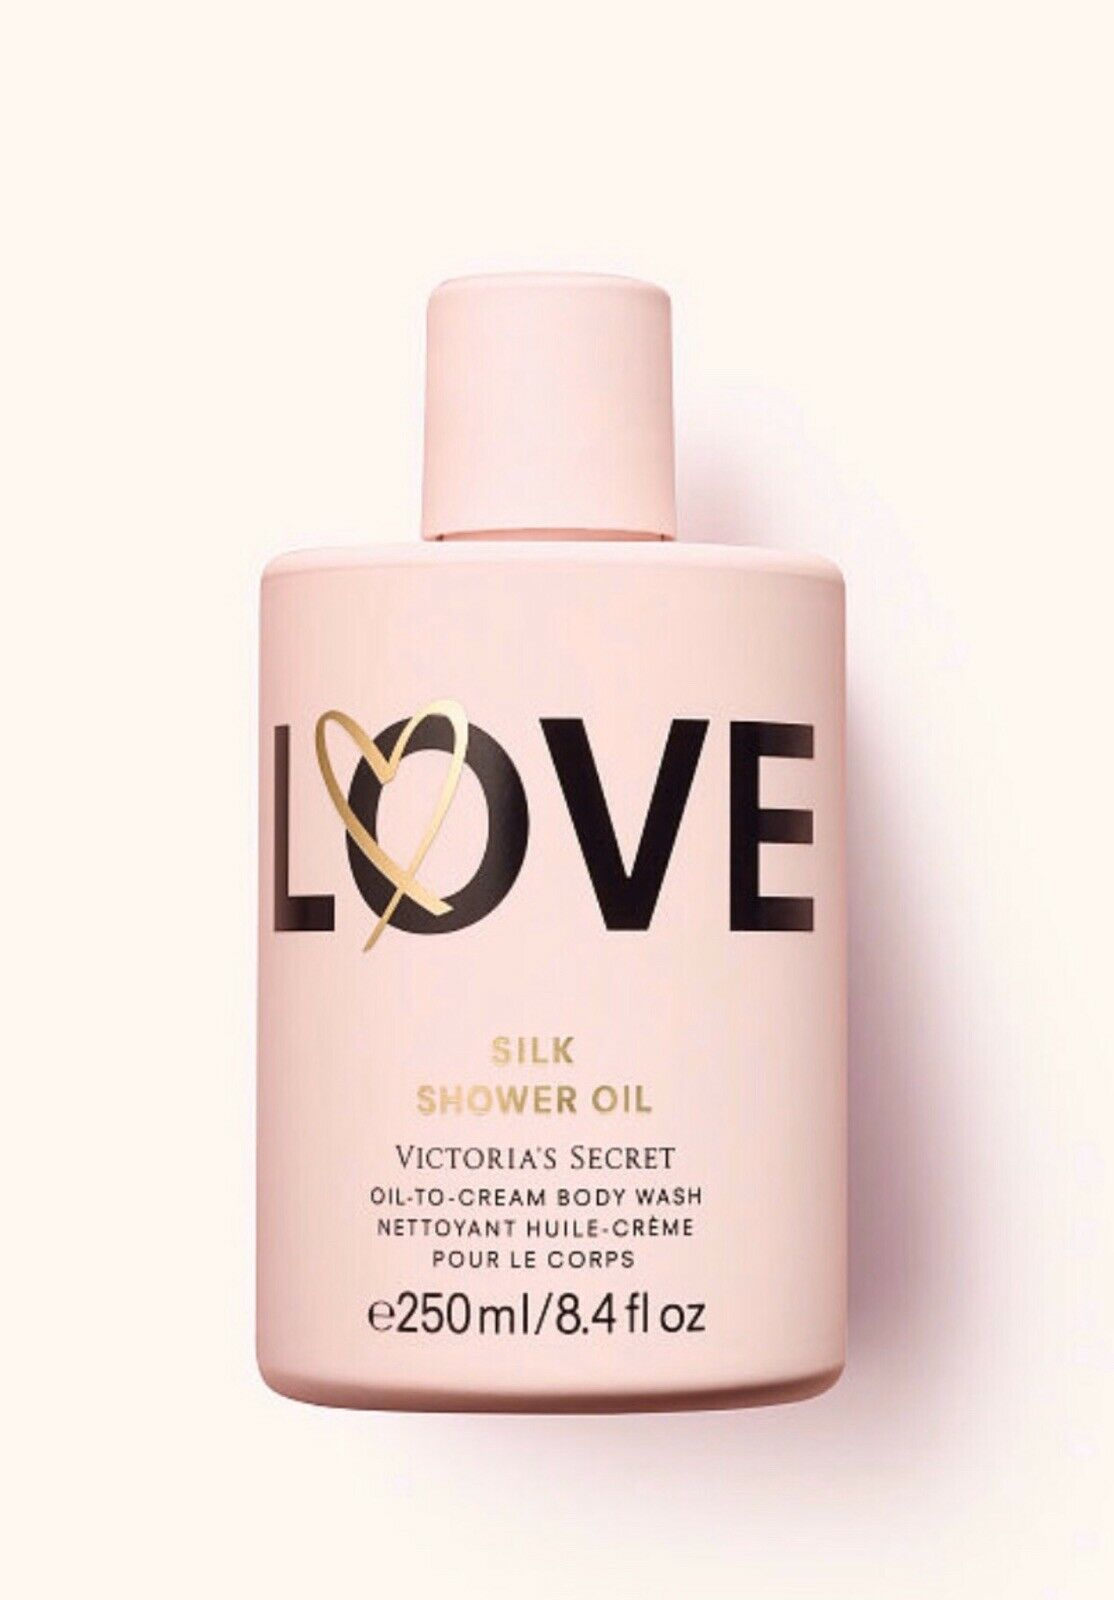 LOVE
SILK
SHOWER OIL
VICTORIA'S SECRET
OIL-TO-CREAM BODY WASH
NETTOYANT HUILE-CRÈME
POUR LE CORPS
℮250ml/8.4 fl oz